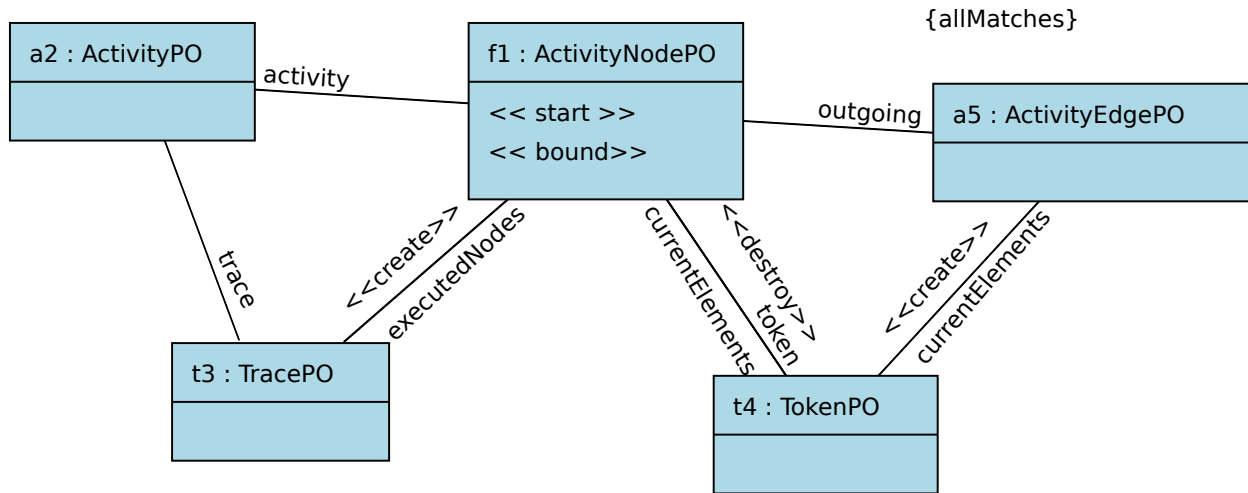 {allMatches}
a2 : ActivityPO
f1 : ActivityNodePO
activity
<< start >>
<< bound>>
outgoing
a5 : ActivityEdgePO
trace
<<create>>
executedNodes
currentElements
<<destroy>>
token
<<create>>
currentElements
t3 : TracePO
t4 : TokenPO